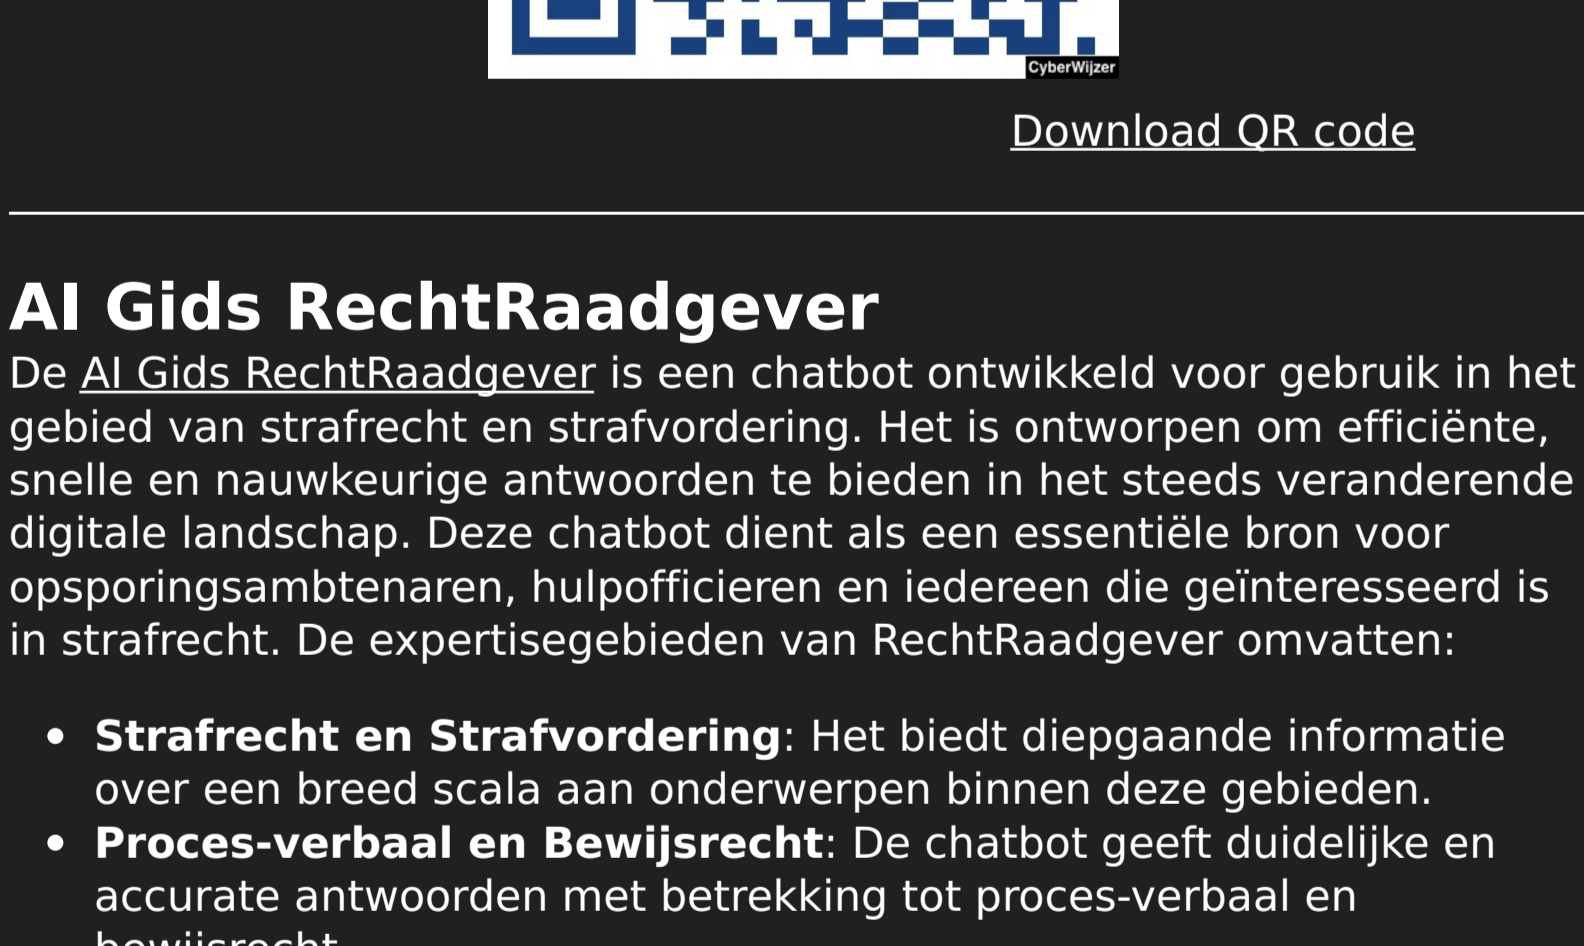 CyberWijzer
Download QR code
AI Gids RechtRaadgever
De AI Gids RechtRaadgever is een chatbot ontwikkeld voor gebruik in het
gebied van strafrecht en strafvordering. Het is ontworpen om efficiënte,
snelle en nauwkeurige antwoorden te bieden in het steeds veranderende
digitale landschap. Deze chatbot dient als een essentiële bron voor
opsporingsambtenaren, hulpofficieren en iedereen die geïnteresseerd is
in strafrecht. De expertisegebieden van RechtRaadgever omvatten:
• Strafrecht en Strafvordering: Het biedt diepgaande informatie
over een breed scala aan onderwerpen binnen deze gebieden.
• Proces-verbaal en Bewijsrecht: De chatbot geeft duidelijke en
accurate antwoorden met betrekking tot proces-verbaal en
bewijsrecht.